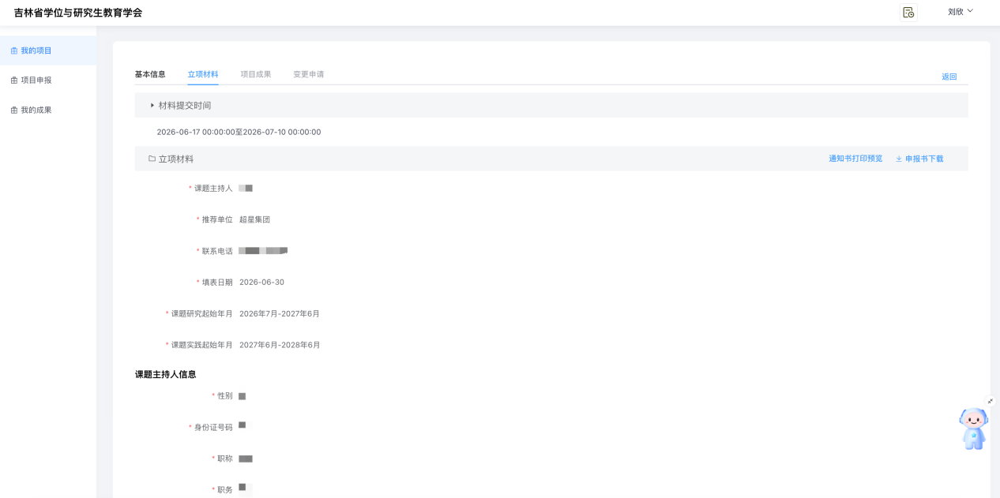 吉林省学位与研究生教育学会
刘欣
我的项目
项目申报
我的成果
基本信息 立项材料 项目成果 变更申请 返回
材料提交时间
2026-06-17 00:00:00至2026-07-10 00:00:00
立项材料 通知书打印预览 申报书下载
* 课题主持人
* 推荐单位 超星集团
* 联系电话
* 填表日期 2026-06-30
* 课题研究起始年月 2026年7月-2027年6月
* 课题实践起始年月 2027年6月-2028年6月
课题主持人信息
* 性别
* 身份证号码
* 职称
* 职务